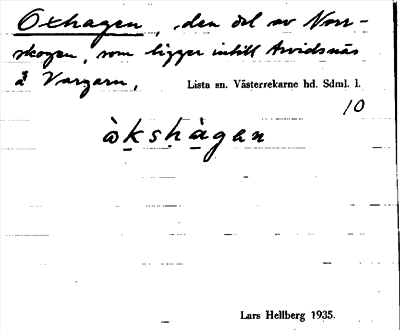 Oxhagen, den del av Norr-
skogen, som ligger intill Arvidsnäs
å Vargarn,
Lista sn. Västerrekarne hd. Sdml. l.
10
òkshàgan
Lars Hellberg 1935.